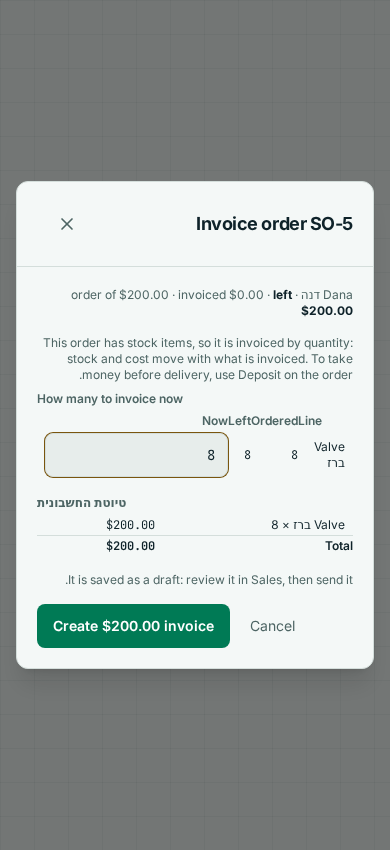 Invoice order SO-5
Dana דנה · order of $200.00 · invoiced $0.00 · left
$200.00
This order has stock items, so it is invoiced by quantity:
stock and cost move with what is invoiced. To take
money before delivery, use Deposit on the order.
How many to invoice now
Line Ordered Left Now
Valve ברז 8 8 8
טיוטת החשבונית
Valve ברז × 8 $200.00
Total $200.00
It is saved as a draft: review it in Sales, then send it.
Create $200.00 invoice
Cancel